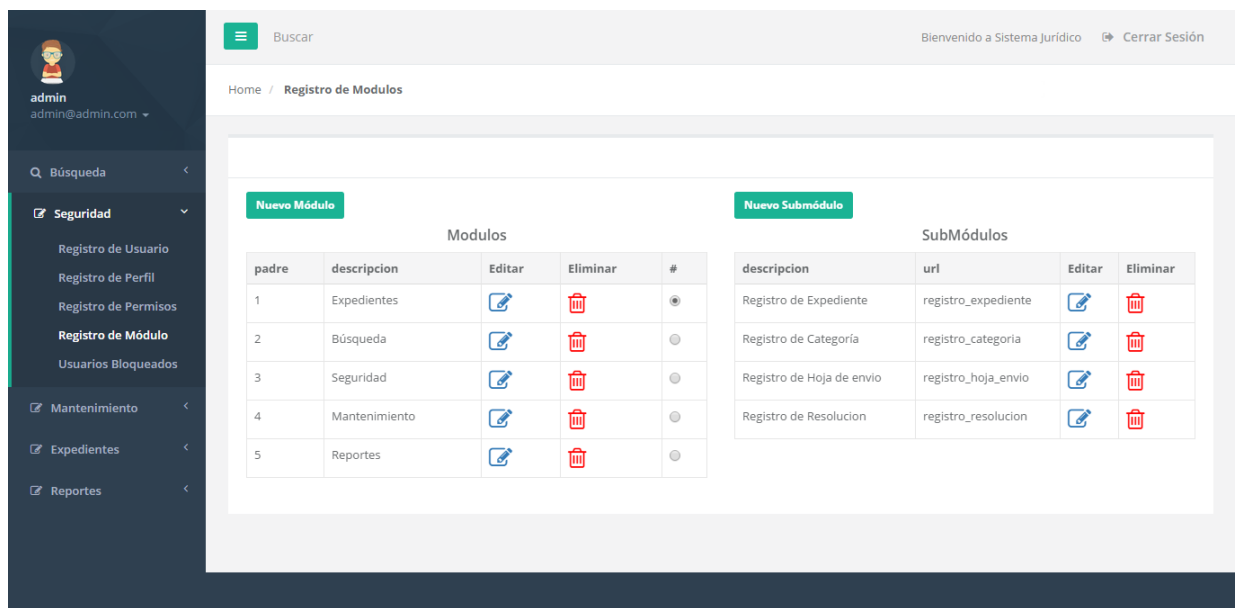 Buscar
Bienvenido a Sistema Jurídico
Cerrar Sesión
admin
admin@admin.com
Home / Registro de Modulos
Búsqueda
Seguridad
Registro de Usuario
Registro de Perfil
Registro de Permisos
Registro de Módulo
Usuarios Bloqueados
Mantenimiento
Expedientes
Reportes
Nuevo Módulo
Modulos
padre descripcion Editar Eliminar #
1 Expedientes
2 Búsqueda
3 Seguridad
4 Mantenimiento
5 Reportes
Nuevo Submódulo
SubMódulos
descripcion url Editar Eliminar
Registro de Expediente registro_expediente
Registro de Categoría registro_categoria
Registro de Hoja de envio registro_hoja_envio
Registro de Resolucion registro_resolucion